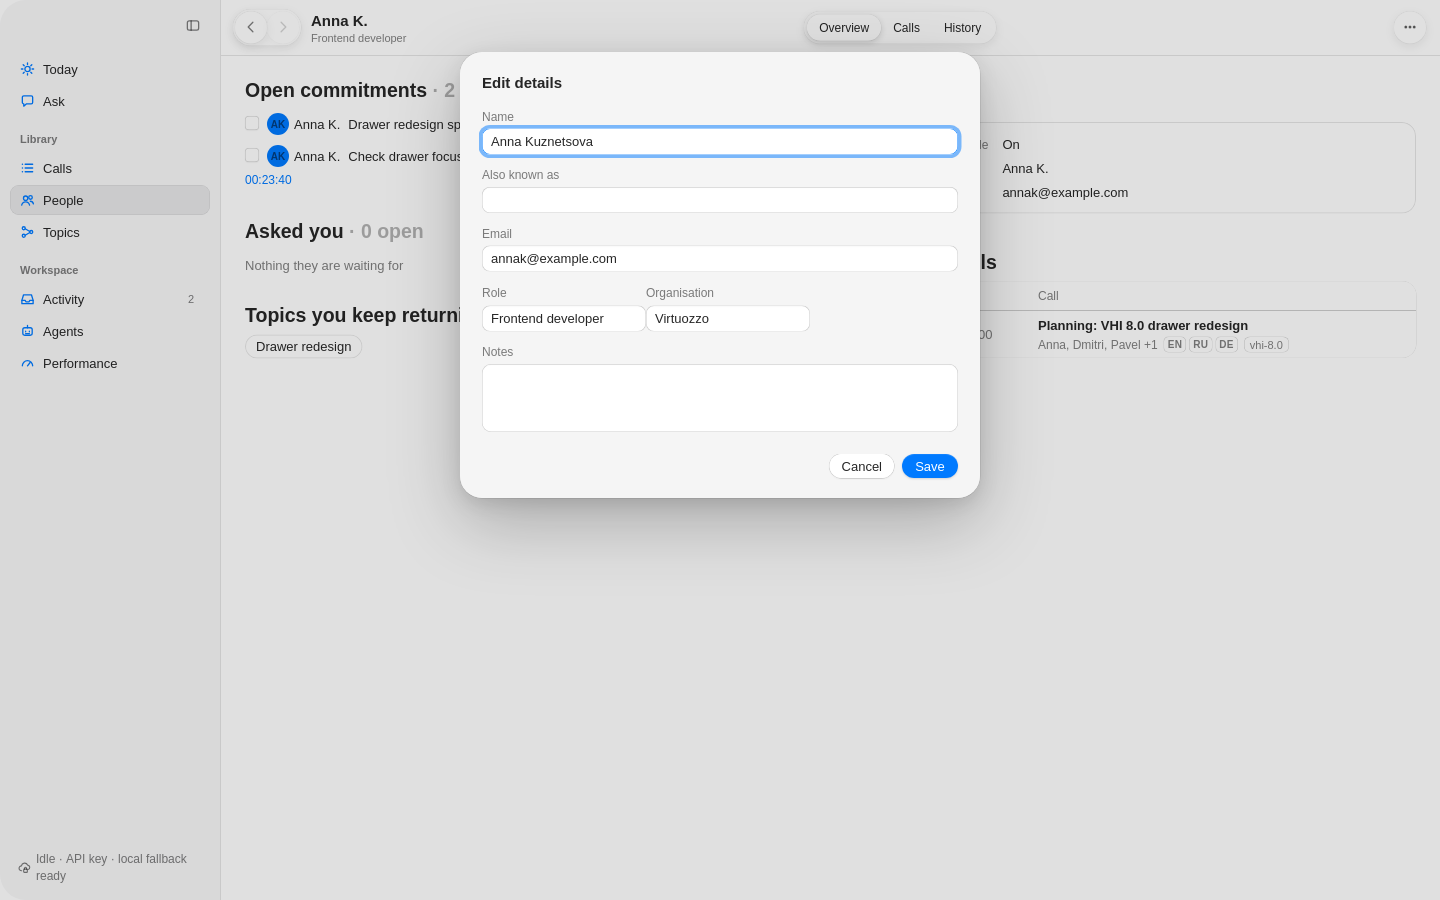 Today
Ask
Library
Calls
People
Topics
Workspace
Activity 2
Agents
Performance
Idle · API key · local fallback
ready
Anna K.
Frontend developer
Overview Calls History
Open commitments · 2
AK Anna K. Drawer redesign sp
AK Anna K. Check drawer focus
00:23:40
Asked you · 0 open
Nothing they are waiting for
Topics you keep returni
Drawer redesign
Edit details
Name
Anna Kuznetsova
Also known as
Email
annak@example.com
Role Organisation
Frontend developer Virtuozzo
Notes
Cancel Save
le On
Anna K.
annak@example.com
ls
Call
00 Planning: VHI 8.0 drawer redesign
Anna, Dmitri, Pavel +1 EN RU DE vhi-8.0